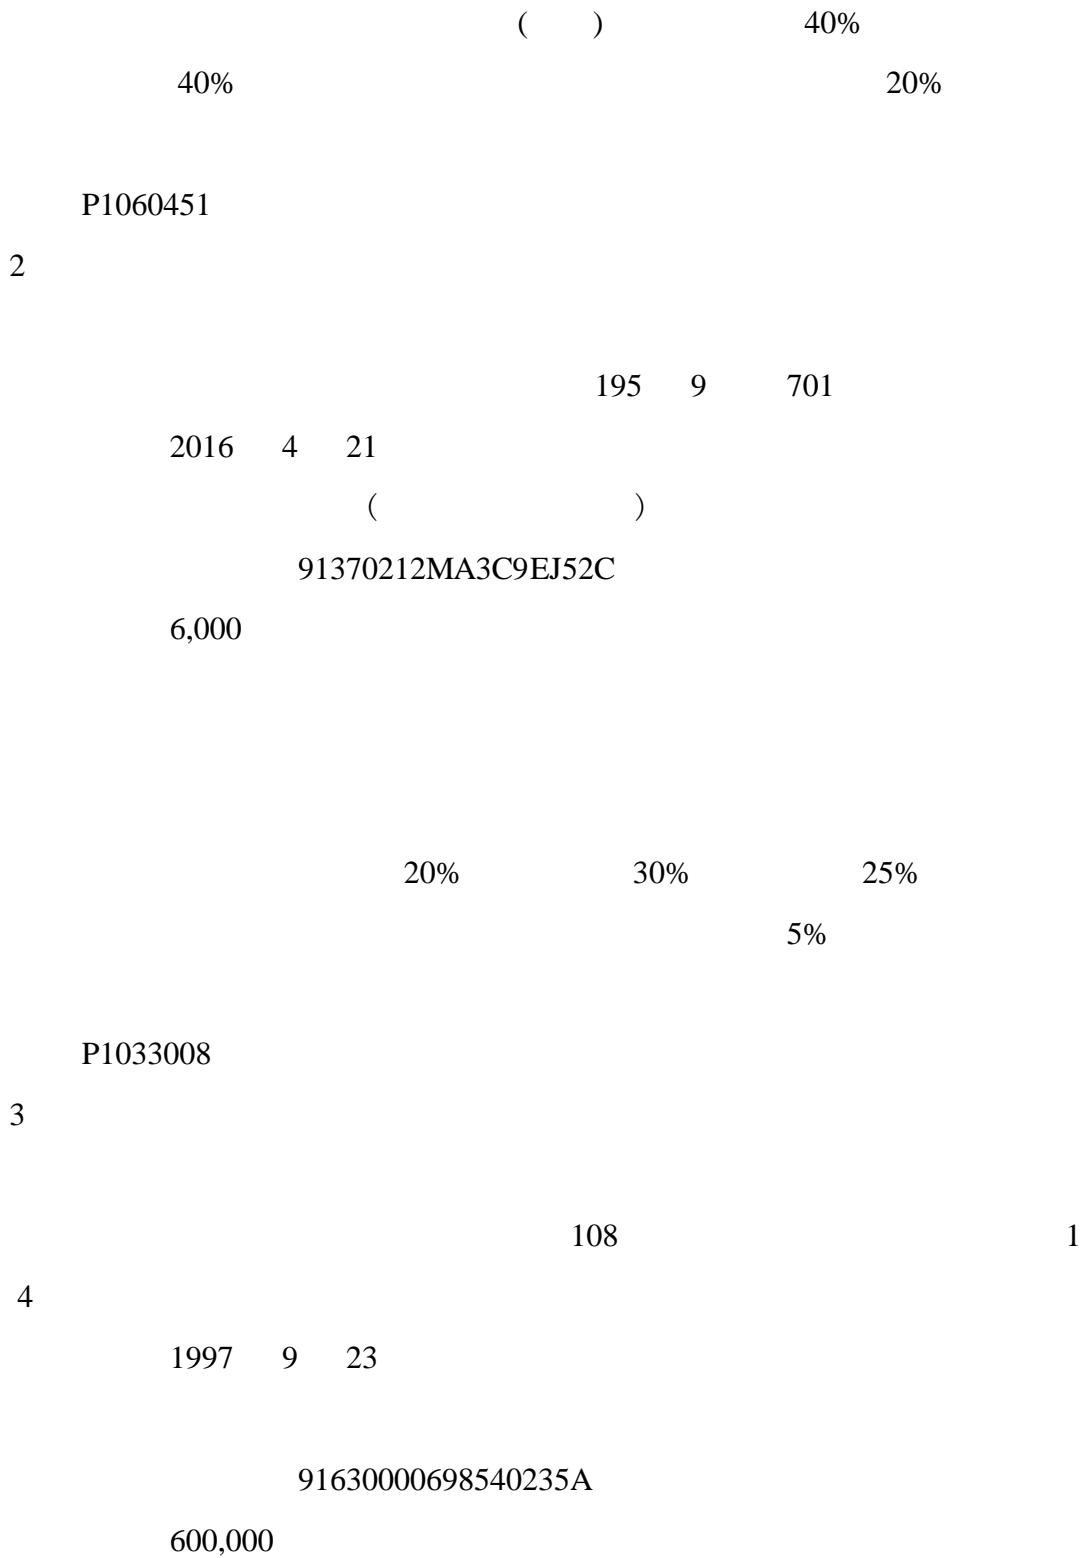 (      ) 40%
40% 20%
P1060451
2
195 9 701
2016 4 21
(      )
91370212MA3C9EJ52C
6,000
20% 30% 25%
5%
P1033008
3
108 1
4
1997 9 23
91630000698540235A
600,000